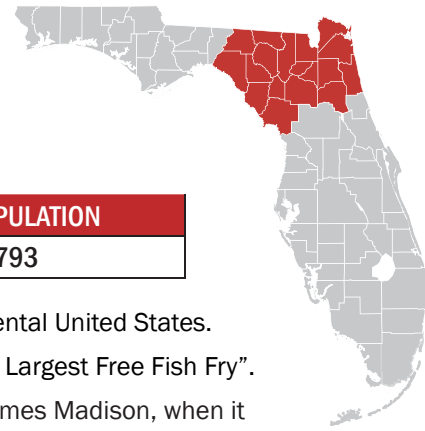 PULATION
793
ental United States.
Largest Free Fish Fry”.
mes Madison, when it